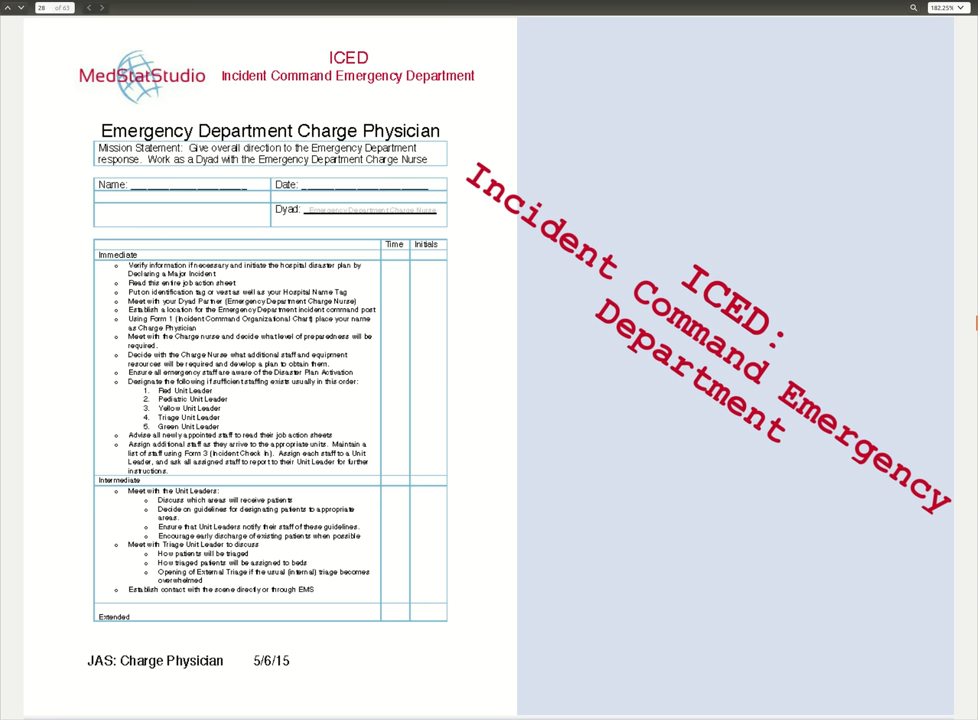 28 of 63
182.25%
MedStarStudio
ICED
Incident Command Emergency Department
Emergency Department Charge Physician
Mission Statement: Give overall direction to the Emergency Department
response. Work as a Dyad with the Emergency Department Charge Nurse
Name: ____________________ Date: ______________________
Dyad: Emergency Department Charge Nurse
Time Initials
Immediate
o Verify information if necessary and initiate the hospital disaster plan by
Declaring a Major Incident
o Read this entire job action sheet
o Put on identification tag or vest as well as your Hospital Name Tag
o Meet with your Dyad Partner (Emergency Department Charge Nurse)
o Establish a location for the Emergency Department incident command post
o Using Form 1 (Incident Command Organizational Chart) place your name
as Charge Physician
o Meet with the Charge nurse and decide what level of preparedness will be
required.
o Decide with the Charge Nurse what additional staff and equipment
resources will be required and develop a plan to obtain them.
o Ensure all emergency staff are aware of the Disaster Plan Activation
o Designate the following if sufficient staffing exists usually in this order:
1. Red Unit Leader
2. Pediatric Unit Leader
3. Yellow Unit Leader
4. Triage Unit Leader
5. Green Unit Leader
o Advise all newly appointed staff to read their job action sheets
o Assign additional staff as they arrive to the appropriate units. Maintain a
list of staff using Form 3 (Incident Check In). Assign each staff to a Unit
Leader, and ask all assigned staff to report to their Unit Leader for further
instructions.
Intermediate
o Meet with the Unit Leaders:
o Discuss which areas will receive patients
o Decide on guidelines for designating patients to appropriate
areas.
o Ensure that Unit Leaders notify their staff of these guidelines.
o Encourage early discharge of existing patients when possible
o Meet with Triage Unit Leader to discuss
o How patients will be triaged
o How triaged patients will be assigned to beds
o Opening of External Triage if the usual (internal) triage becomes
overwhelmed
o Establish contact with the scene directly or through EMS
Extended
JAS: Charge Physician 5/6/15
ICED:
Incident Command Emergency
Department